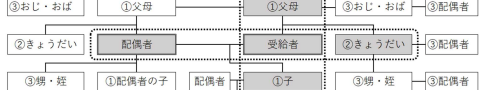 ③おじ・おば ①父母 ①父母 ③おじ・おば ③配偶者
②きょうだい 配偶者 受給者 ②きょうだい ③配偶者
③甥・姪 ①配偶者の子 配偶者 ①子 ③甥・姪 ③配偶者